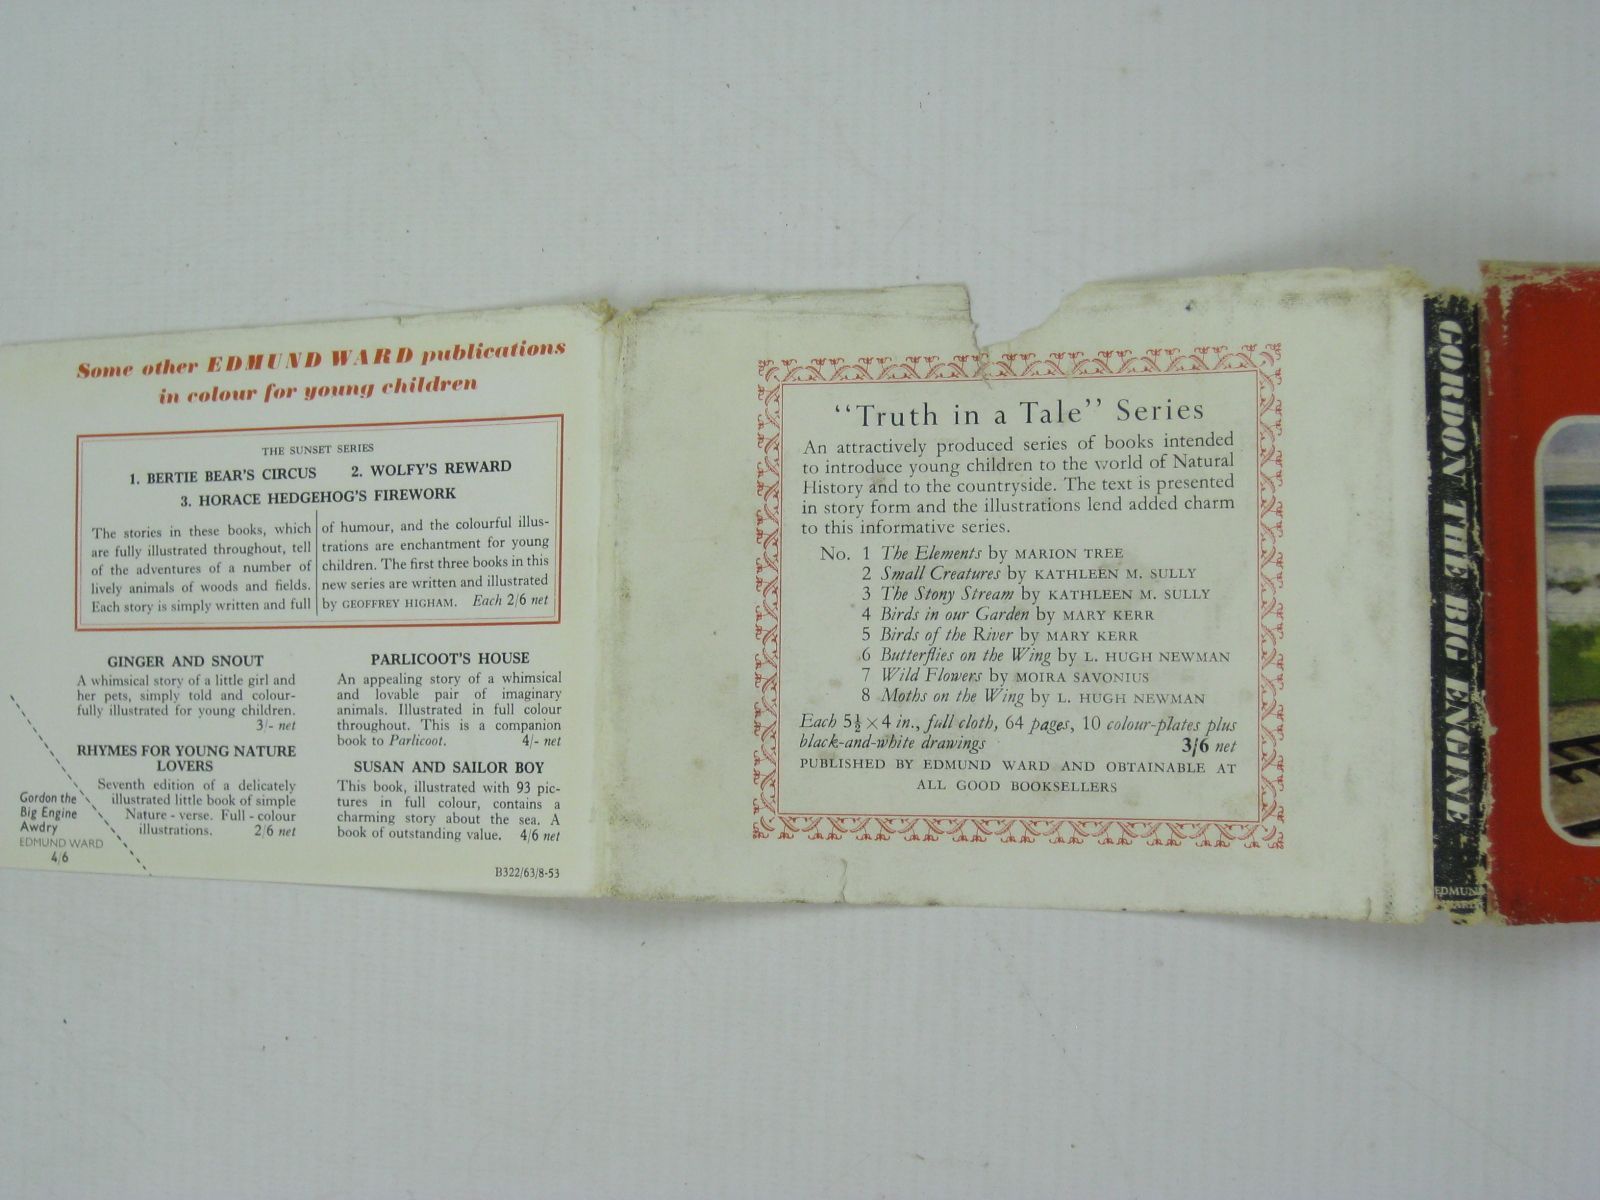 Some other EDMUND WARD publications
in colour for young children
THE SUNSET SERIES
1. BERTIE BEAR'S CIRCUS 2. WOLFY'S REWARD
3. HORACE HEDGEHOG'S FIREWORK
The stories in these books, which
are fully illustrated throughout, tell
of the adventures of a number of
lively animals of woods and fields.
Each story is simply written and full
of humour, and the colourful illus-
trations are enchantment for young
children. The first three books in this
new series are written and illustrated
by GEOFFREY HIGHAM. Each 2/6 net
GINGER AND SNOUT
A whimsical story of a little girl and
her pets, simply told and colour-
fully illustrated for young children.
3/- net
RHYMES FOR YOUNG NATURE
LOVERS
Seventh edition of a delicately
illustrated little book of simple
Nature - verse. Full - colour
illustrations. 2/6 net
PARLICOOT'S HOUSE
An appealing story of a whimsical
and lovable pair of imaginary
animals. Illustrated in full colour
throughout. This is a companion
book to Parlicoot. 4/- net
SUSAN AND SAILOR BOY
This book, illustrated with 93 pic-
tures in full colour, contains a
charming story about the sea. A
book of outstanding value. 4/6 net
Gordon the
Big Engine
Awdry
EDMUND WARD
4/6
B322/63/8-53
"Truth in a Tale" Series
An attractively produced series of books intended
to introduce young children to the world of Natural
History and to the countryside. The text is presented
in story form and the illustrations lend added charm
to this informative series.
No. 1 The Elements by MARION TREE
2 Small Creatures by KATHLEEN M. SULLY
3 The Stony Stream by KATHLEEN M. SULLY
4 Birds in our Garden by MARY KERR
5 Birds of the River by MARY KERR
6 Butterflies on the Wing by L. HUGH NEWMAN
7 Wild Flowers by MOIRA SAVONIUS
8 Moths on the Wing by L. HUGH NEWMAN
Each 5½ × 4 in., full cloth, 64 pages, 10 colour-plates plus
black-and-white drawings 3/6 net
PUBLISHED BY EDMUND WARD AND OBTAINABLE AT
ALL GOOD BOOKSELLERS
GORDON THE BIG ENGINE
EDMUND
WARD